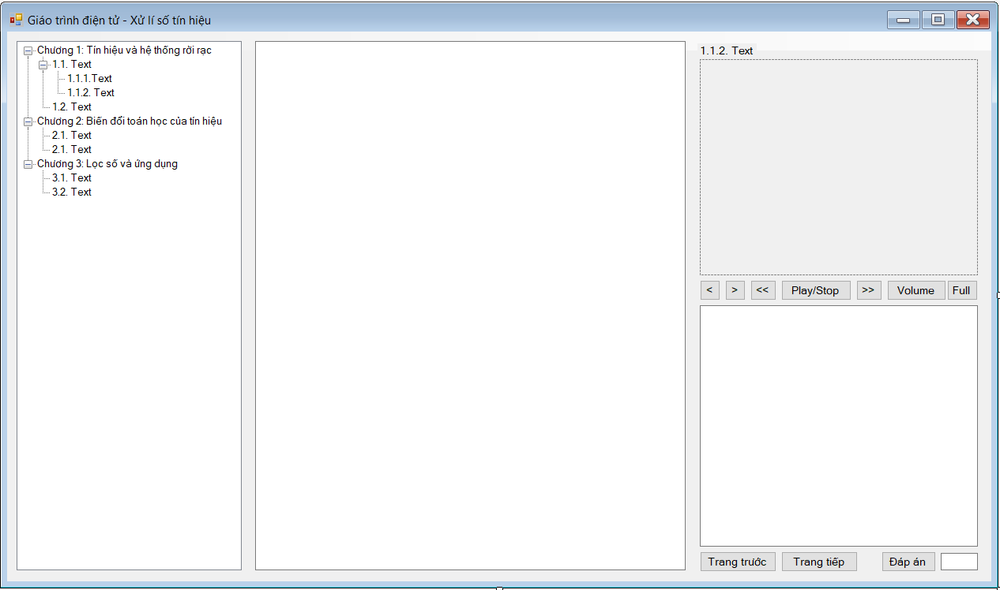 Giáo trình điện tử - Xử lí số tín hiệu
Chương 1: Tín hiệu và hệ thống rời rạc
1.1. Text
1.1.1.Text
1.1.2. Text
1.2. Text
Chương 2: Biến đổi toán học của tín hiệu
2.1. Text
2.1. Text
Chương 3: Lọc số và ứng dụng
3.1. Text
3.2. Text
1.1.2. Text
< > << Play/Stop >> Volume Full
Trang trước Trang tiếp Đáp án